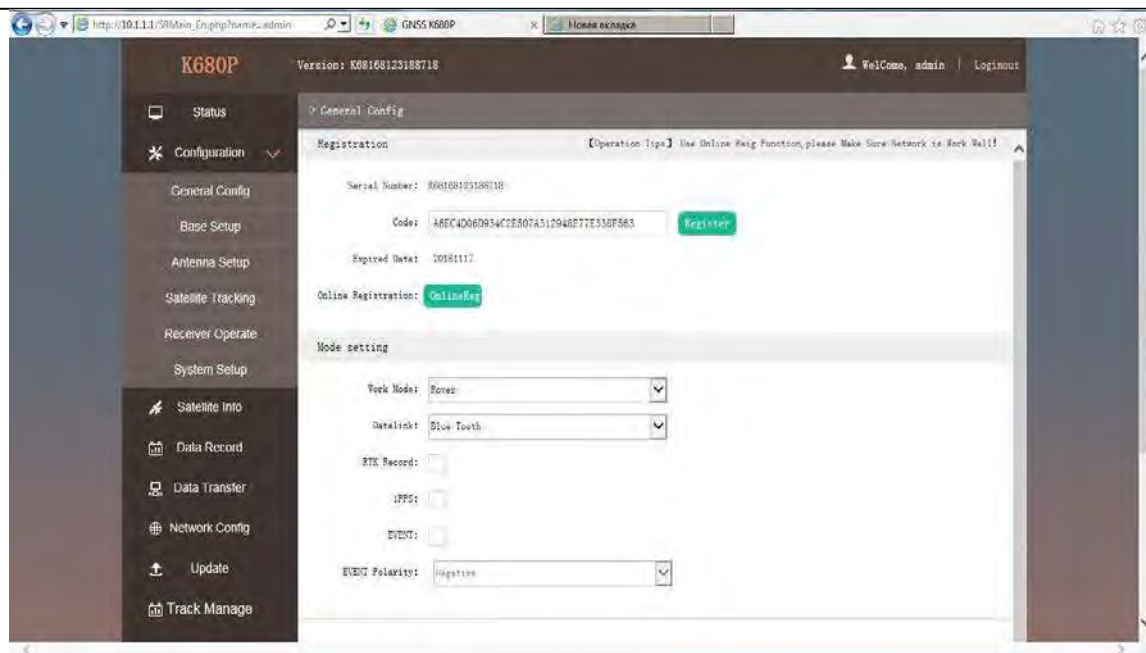 http://10.1.1.1/S9Main_En.php?name=admin
GNSS K680P
Новая вкладка
K680P
Version: K68168123188718
WelCome, admin | Loginout
Status
Configuration
General Config
Base Setup
Antenna Setup
Satellite Tracking
Receiver Operate
System Setup
Satellite Info
Data Record
Data Transfer
Network Config
Update
Track Manage
> General Config
Registration
【Operation Tips】 Use Online Reig Function,please Make Sure Network is Work Well!
Serial Number: K68168123188718
Code: Register
Expired Date: 20161117
Online Registration: OnlineReg
Mode setting
Work Mode: Rover
Datalink: Blue Tooth
RTK Record:
1PPS:
EVENT:
EVENT Polarity: Negative